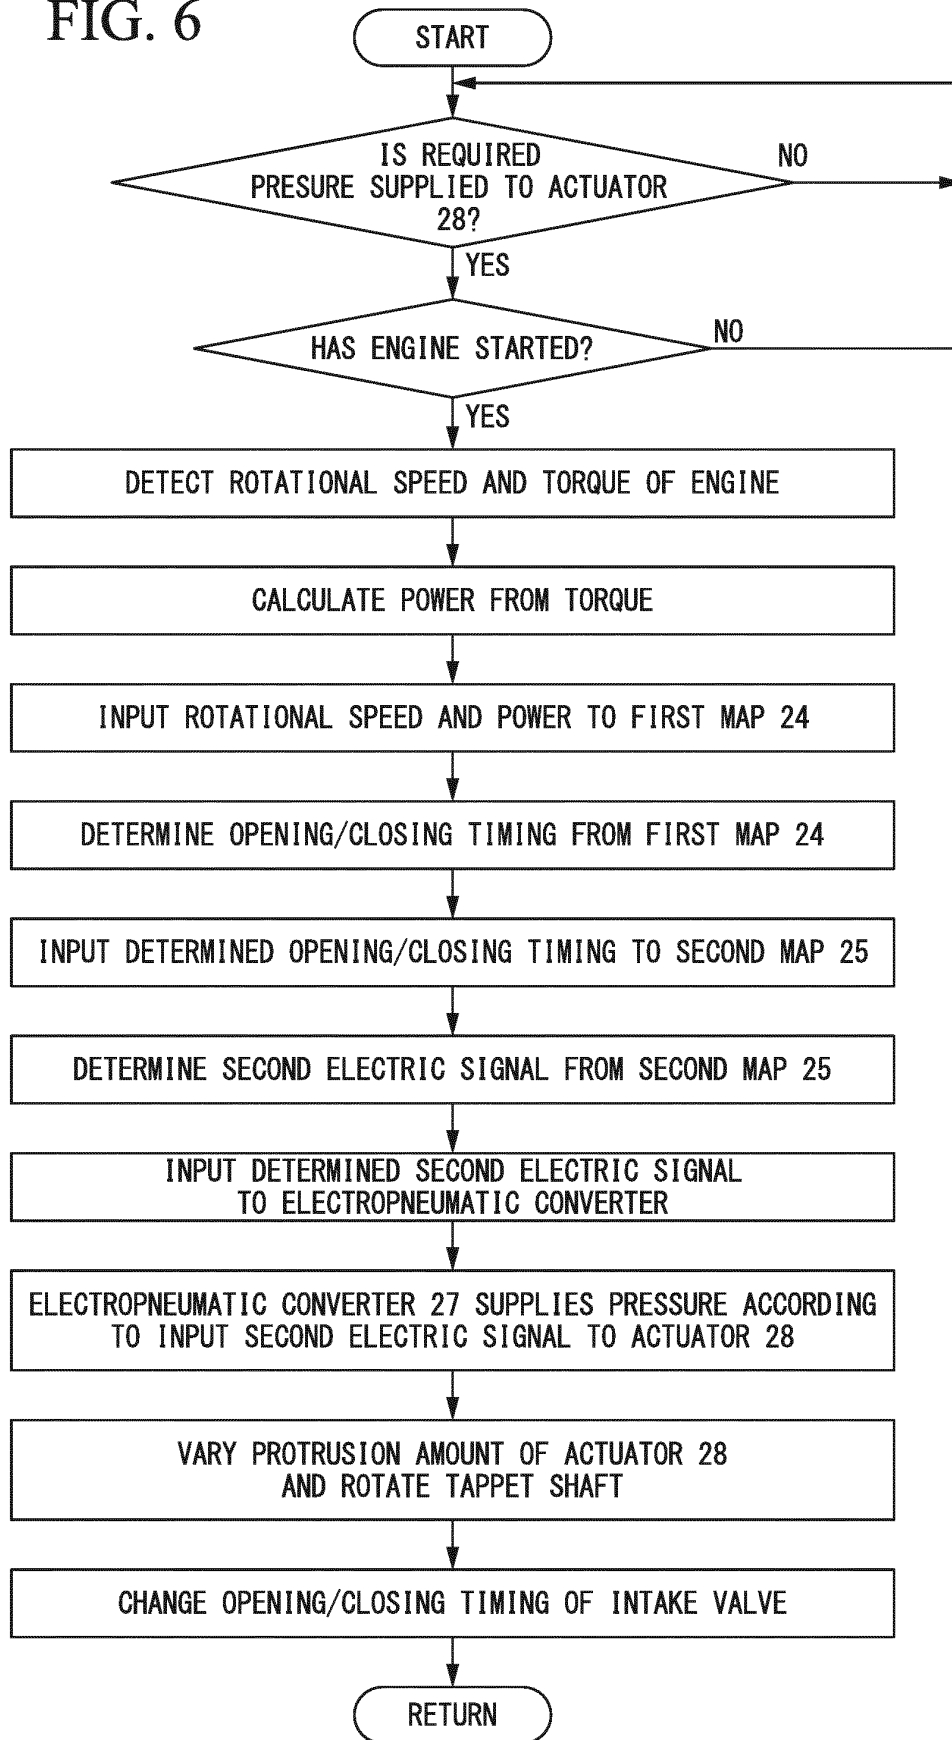 FIG. 6
START
IS REQUIRED
PRESURE SUPPLIED TO ACTUATOR
28?
NO
YES
HAS ENGINE STARTED?
NO
YES
DETECT ROTATIONAL SPEED AND TORQUE OF ENGINE
CALCULATE POWER FROM TORQUE
INPUT ROTATIONAL SPEED AND POWER TO FIRST MAP 24
DETERMINE OPENING/CLOSING TIMING FROM FIRST MAP 24
INPUT DETERMINED OPENING/CLOSING TIMING TO SECOND MAP 25
DETERMINE SECOND ELECTRIC SIGNAL FROM SECOND MAP 25
INPUT DETERMINED SECOND ELECTRIC SIGNAL
TO ELECTROPNEUMATIC CONVERTER
ELECTROPNEUMATIC CONVERTER 27 SUPPLIES PRESSURE ACCORDING
TO INPUT SECOND ELECTRIC SIGNAL TO ACTUATOR 28
VARY PROTRUSION AMOUNT OF ACTUATOR 28
AND ROTATE TAPPET SHAFT
CHANGE OPENING/CLOSING TIMING OF INTAKE VALVE
RETURN